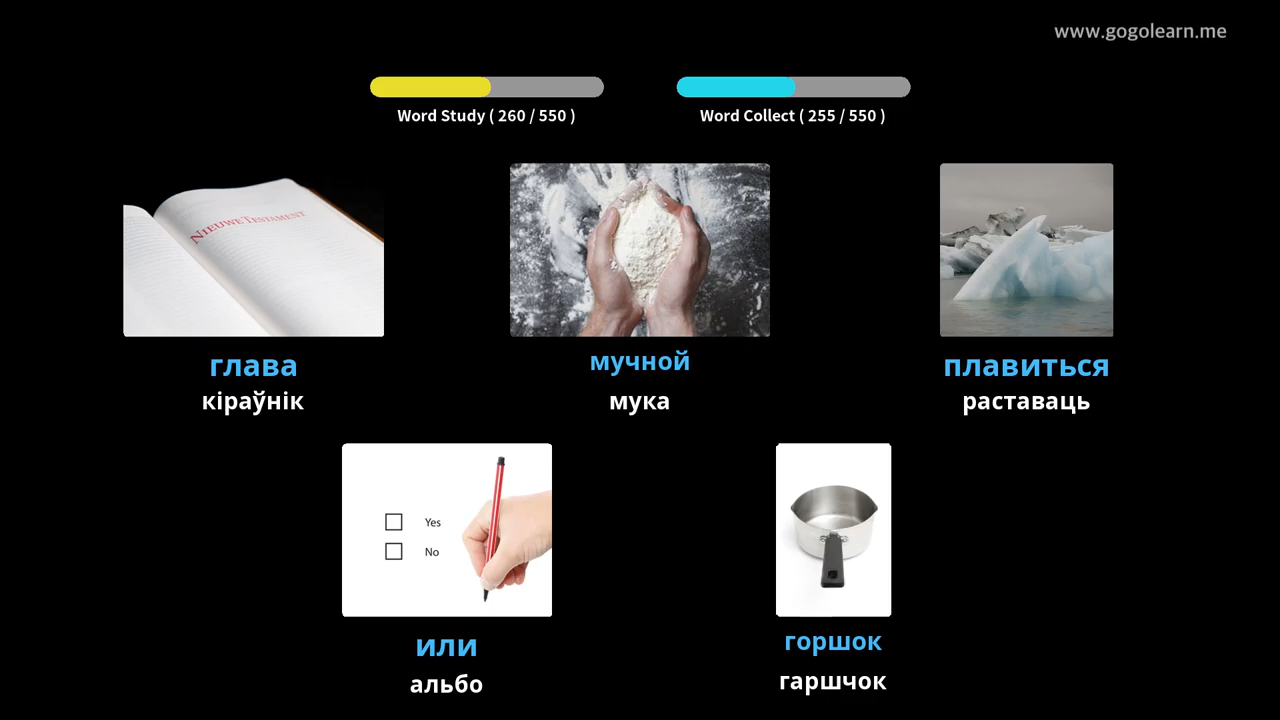 www.gogolearn.me
Word Study ( 260 / 550 )
Word Collect ( 255 / 550 )
NIEUWE TESTAMENT
глава
кіраўнік
мучной
мука
плавиться
раставаць
Yes
No
или
альбо
горшок
гаршчок